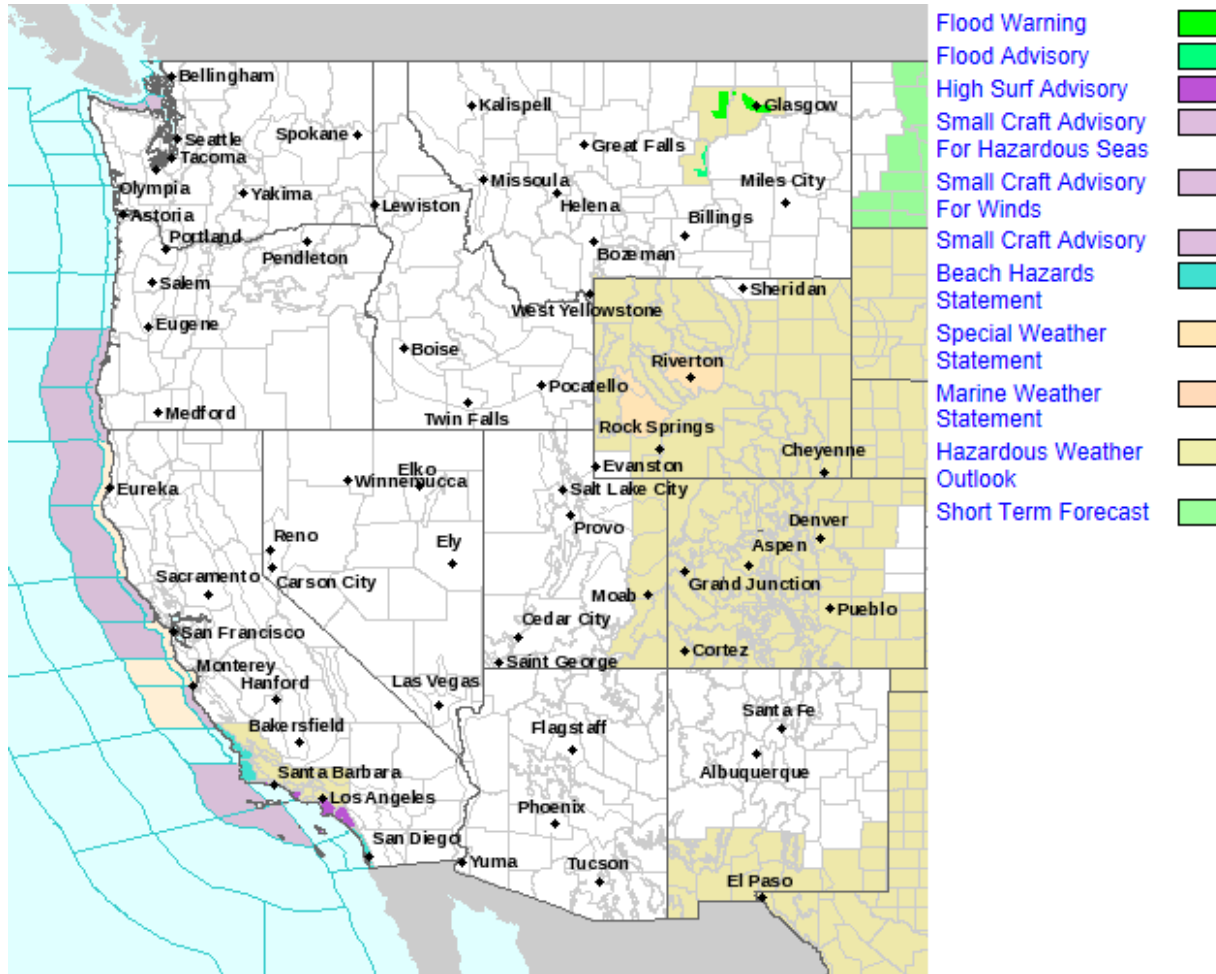 Bellingham
Kalispell
Glasgow
Seattle
Spokane
Great Falls
Tacoma
Olympia
Yakima
Missoula
Helena
Miles City
Astoria
Lewiston
Billings
Portland
Pendleton
Bozeman
Salem
West Yellowstone
Sheridan
Eugene
Boise
Riverton
Pocatello
Medford
Twin Falls
Rock Springs
Cheyenne
Evanston
Elko
Winnemucca
Eureka
Salt Lake City
Provo
Denver
Reno
Ely
Aspen
Carson City
Sacramento
Grand Junction
Moab
Pueblo
Cedar City
San Francisco
Cortez
Saint George
Monterey
Hanford
Las Vegas
Santa Fe
Bakersfield
Flagstaff
Albuquerque
Santa Barbara
Los Angeles
Phoenix
San Diego
Yuma
Tucson
El Paso
Flood Warning
Flood Advisory
High Surf Advisory
Small Craft Advisory
For Hazardous Seas
Small Craft Advisory
For Winds
Small Craft Advisory
Beach Hazards
Statement
Special Weather
Statement
Marine Weather
Statement
Hazardous Weather
Outlook
Short Term Forecast